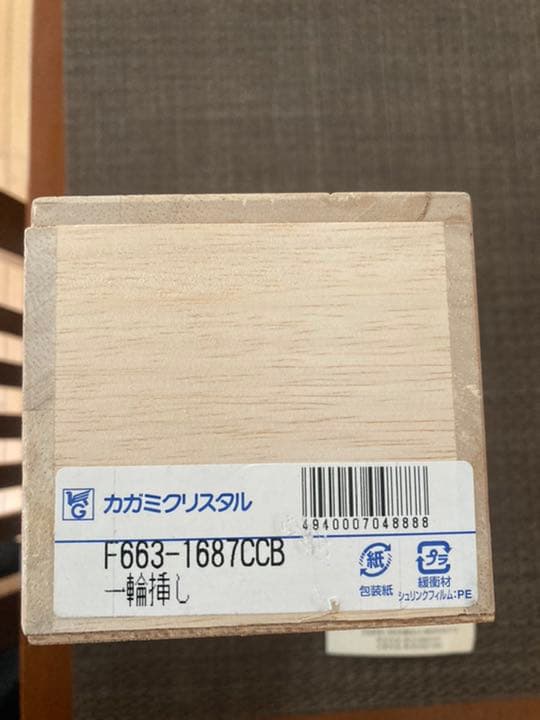 G カガミクリスタル
4940007048888
F663-1687CCB
一輪挿し
紙
包装紙
プラ
緩衝材
シュリンクフィルム:PE